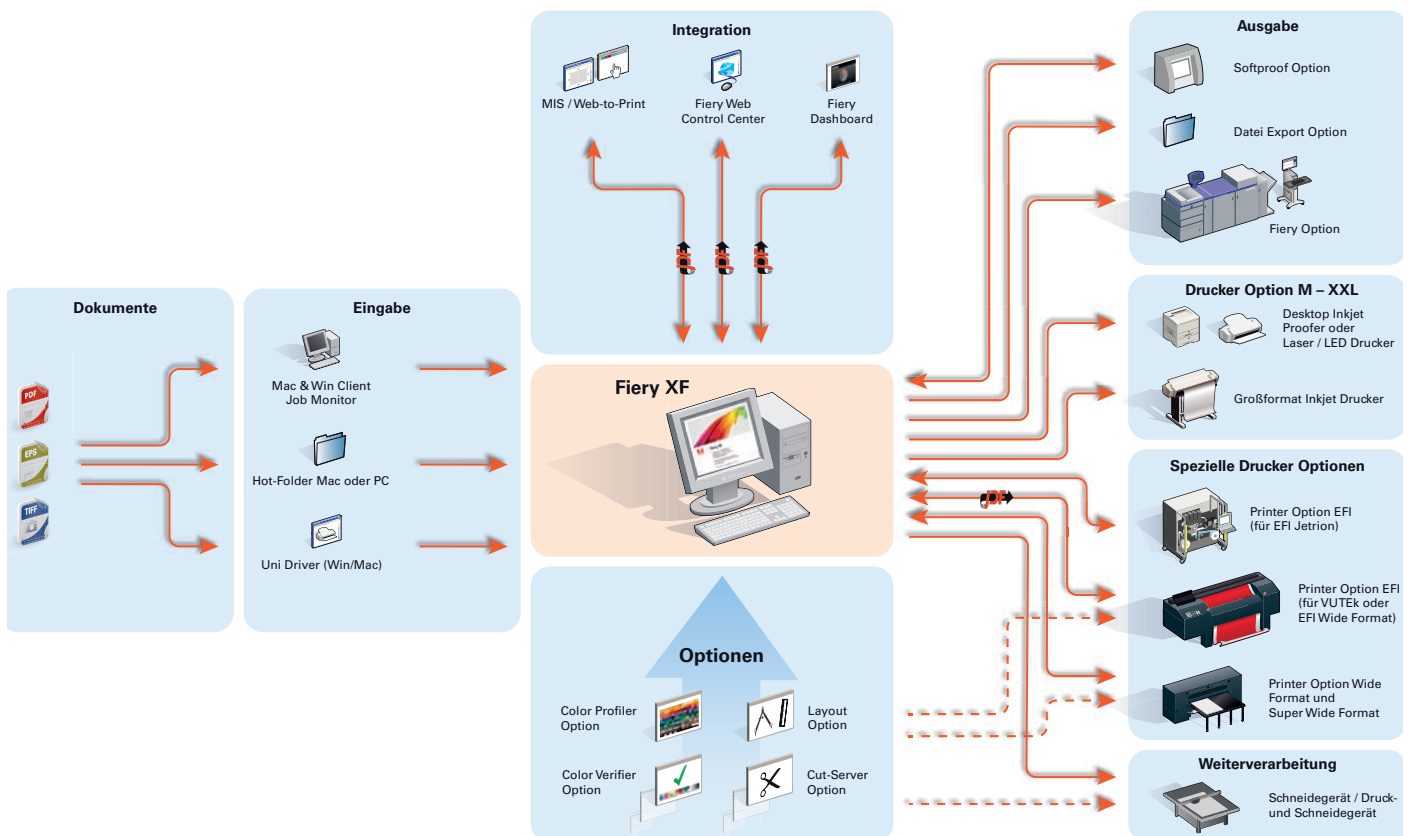 Integration
MIS / Web-to-Print
Fiery Web
Control Center
Fiery
Dashboard
JDF
JDF
JDF
Dokumente
PDF
EPS
TIFF
Eingabe
Mac & Win Client
Job Monitor
Hot-Folder Mac oder PC
Uni Driver (Win/Mac)
Fiery XF
Optionen
Color Profiler
Option
Layout
Option
Color Verifier
Option
Cut-Server
Option
Ausgabe
Softproof Option
Datei Export Option
Fiery Option
Drucker Option M – XXL
Desktop Inkjet
Proofer oder
Laser / LED Drucker
Großformat Inkjet Drucker
Spezielle Drucker Optionen
JDF
Printer Option EFI
(für EFI Jetrion)
Printer Option EFI
(für VUTEk oder
EFI Wide Format)
Printer Option Wide
Format und
Super Wide Format
Weiterverarbeitung
Schneidegerät / Druck-
und Schneidegerät